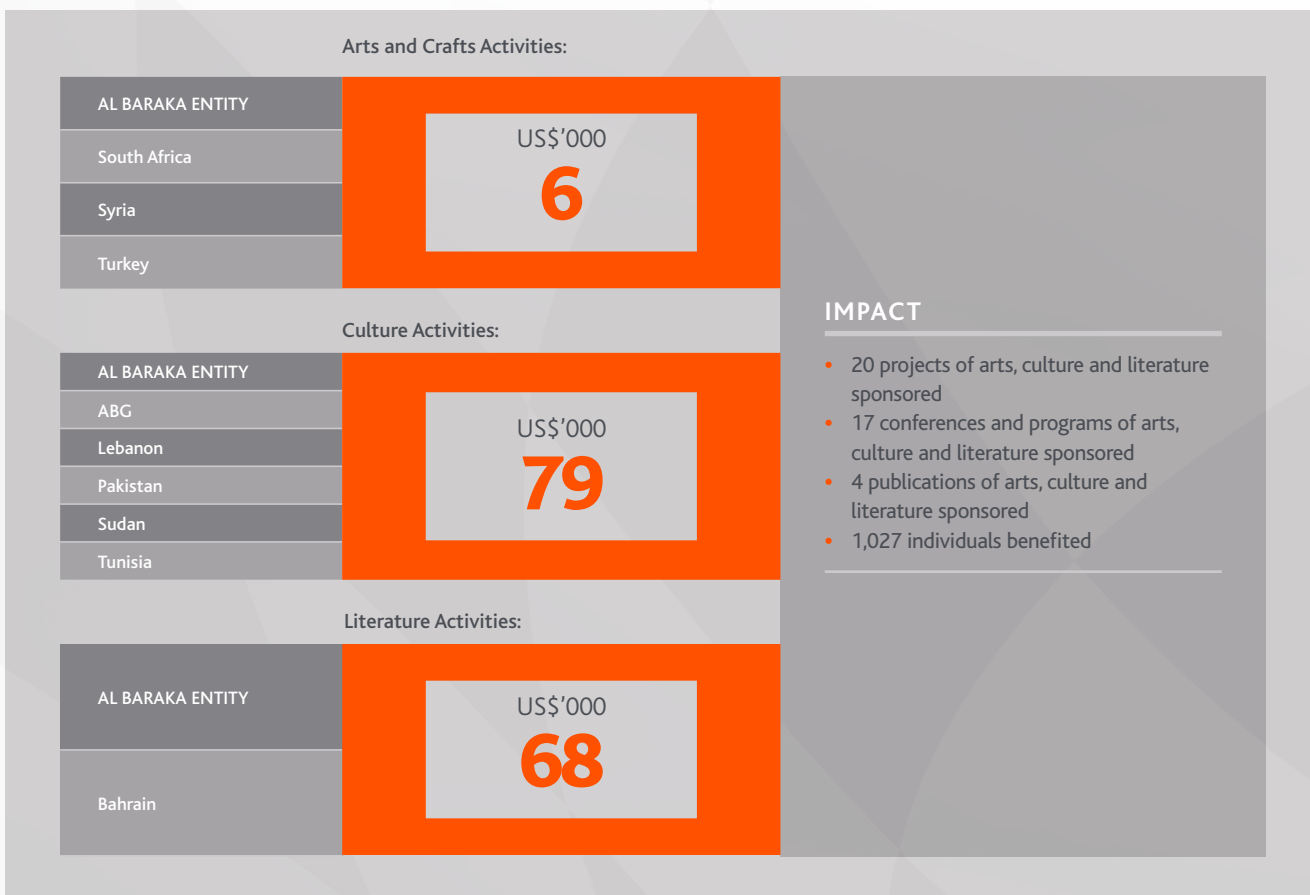 Arts and Crafts Activities:
AL BARAKA ENTITY
South Africa
Syria
Turkey
US$’000
6
Culture Activities:
AL BARAKA ENTITY
ABG
Lebanon
Pakistan
Sudan
Tunisia
US$’000
79
Literature Activities:
AL BARAKA ENTITY
Bahrain
US$’000
68
IMPACT
• 20 projects of arts, culture and literature
sponsored
• 17 conferences and programs of arts,
culture and literature sponsored
• 4 publications of arts, culture and
literature sponsored
• 1,027 individuals benefited